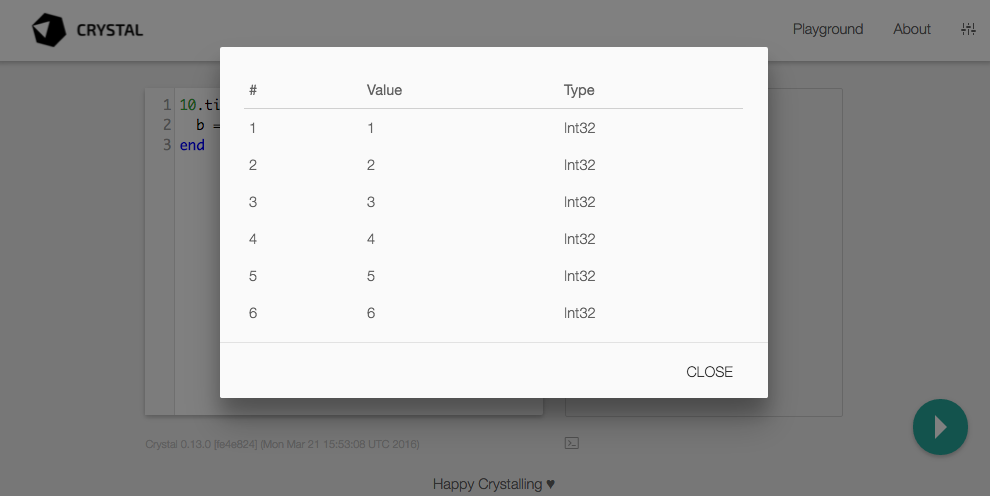 CRYSTAL
Playground About
# Value Type
1 1 Int32
2 2 Int32
3 3 Int32
4 4 Int32
5 5 Int32
6 6 Int32
CLOSE
1 10.ti
2 b =
3 end
Crystal 0.13.0 [fe4e824] (Mon Mar 21 15:53:08 UTC 2016)
Happy Crystalling ♥